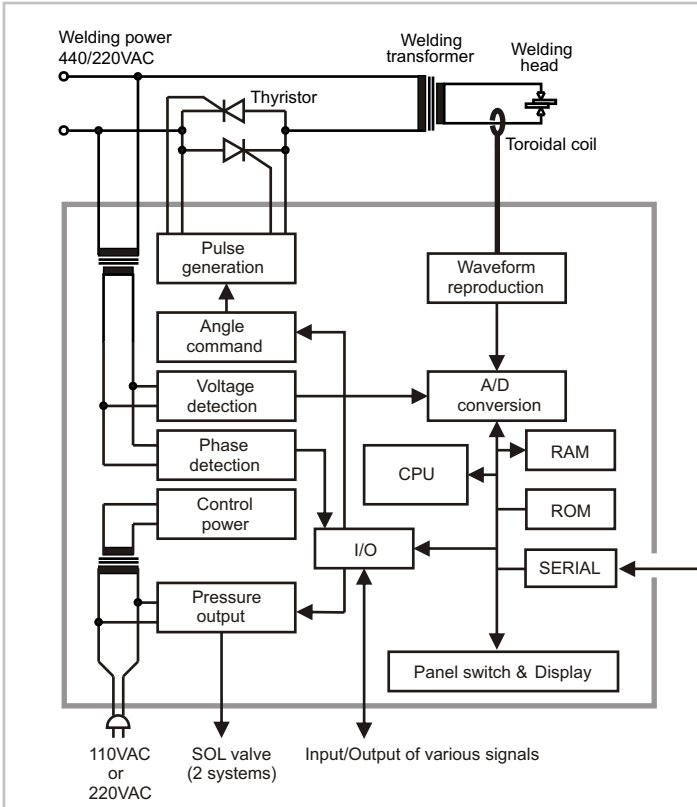 Welding power
440/220VAC
Welding
transformer
Welding
head
Thyristor
Toroidal coil
Pulse
generation
Waveform
reproduction
Angle
command
Voltage
detection
A/D
conversion
Phase
detection
CPU
RAM
Control
power
ROM
I/O
SERIAL
Pressure
output
Panel switch & Display
110VAC
or
220VAC
SOL valve
(2 systems)
Input/Output of various signals